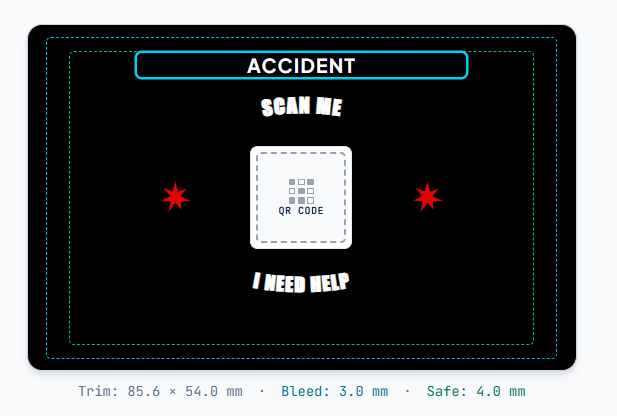 ACCIDENT
SCAN ME
QR CODE
I NEED HELP
Trim: 85.6 × 54.0 mm · Bleed: 3.0 mm · Safe: 4.0 mm